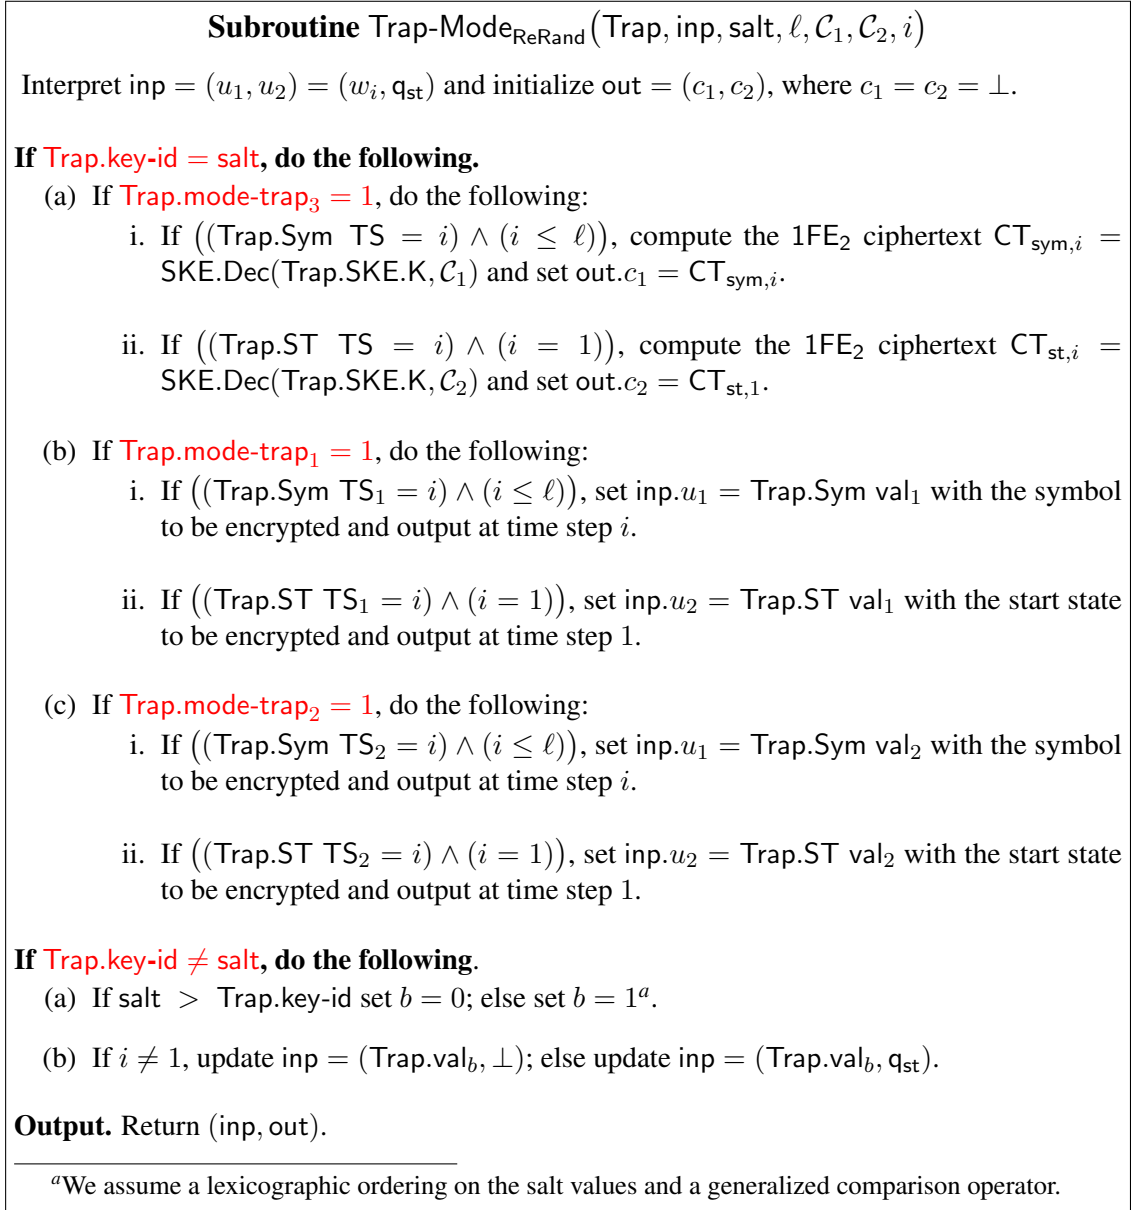 Subroutine Trap-Mode_ReRand(Trap, inp, salt, ℓ, 𝒞₁, 𝒞₂, i)
Interpret inp = (u₁, u₂) = (wᵢ, q_st) and initialize out = (c₁, c₂), where c₁ = c₂ = ⊥.
If Trap.key-id = salt, do the following.
(a) If Trap.mode-trap₃ = 1, do the following:
i. If ((Trap.Sym TS = i) ∧ (i ≤ ℓ)), compute the 1FE₂ ciphertext CT_sym,i =
SKE.Dec(Trap.SKE.K, 𝒞₁) and set out.c₁ = CT_sym,i.
ii. If ((Trap.ST TS = i) ∧ (i = 1)), compute the 1FE₂ ciphertext CT_st,i =
SKE.Dec(Trap.SKE.K, 𝒞₂) and set out.c₂ = CT_st,1.
(b) If Trap.mode-trap₁ = 1, do the following:
i. If ((Trap.Sym TS₁ = i) ∧ (i ≤ ℓ)), set inp.u₁ = Trap.Sym val₁ with the symbol
to be encrypted and output at time step i.
ii. If ((Trap.ST TS₁ = i) ∧ (i = 1)), set inp.u₂ = Trap.ST val₁ with the start state
to be encrypted and output at time step 1.
(c) If Trap.mode-trap₂ = 1, do the following:
i. If ((Trap.Sym TS₂ = i) ∧ (i ≤ ℓ)), set inp.u₁ = Trap.Sym val₂ with the symbol
to be encrypted and output at time step i.
ii. If ((Trap.ST TS₂ = i) ∧ (i = 1)), set inp.u₂ = Trap.ST val₂ with the start state
to be encrypted and output at time step 1.
If Trap.key-id ≠ salt, do the following.
(a) If salt > Trap.key-id set b = 0; else set b = 1ᵃ.
(b) If i ≠ 1, update inp = (Trap.val_b, ⊥); else update inp = (Trap.val_b, q_st).
Output. Return (inp, out).
ᵃWe assume a lexicographic ordering on the salt values and a generalized comparison operator.